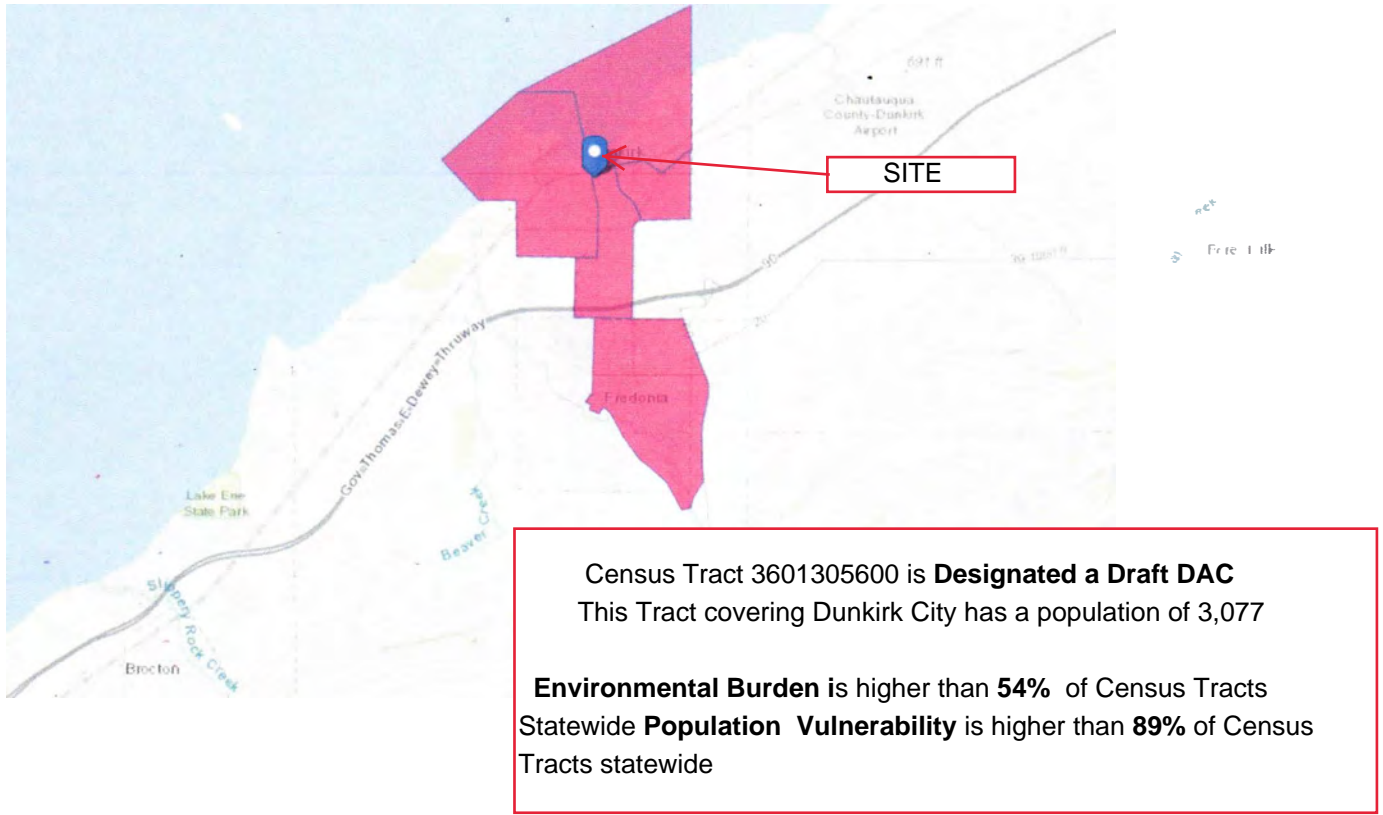 691 ft
Chautauqua
County-Dunkirk
Airport
SITE
90
20
Gov-Thomas-E-Dewey-Thruway
Fredonia
Lake Erie
State Park
Beaver Creek
Slippery Rock Creek
Brocton
Census Tract 3601305600 is Designated a Draft DAC
This Tract covering Dunkirk City has a population of 3,077
Environmental Burden is higher than 54% of Census Tracts
Statewide Population Vulnerability is higher than 89% of Census
Tracts statewide